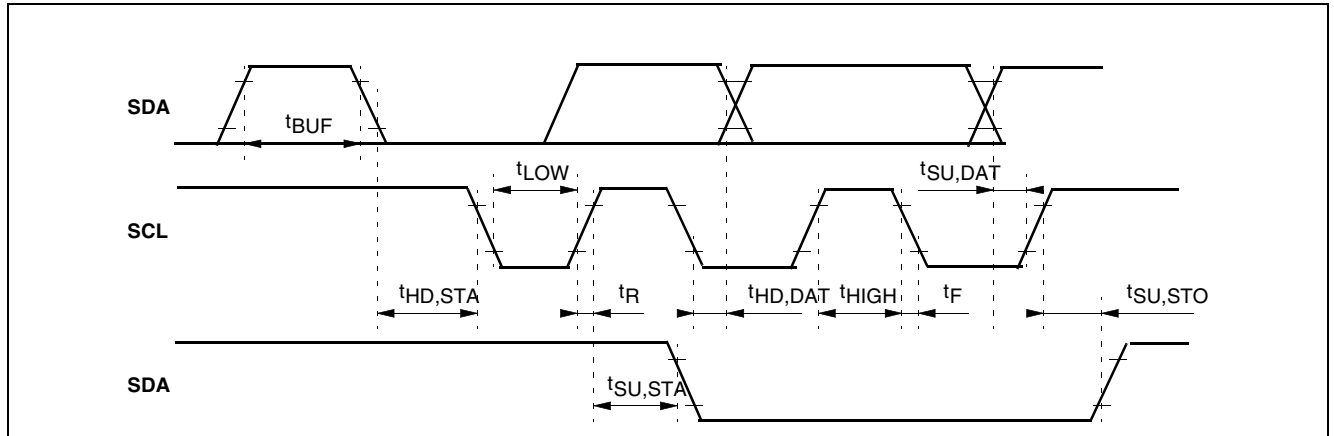 SDA
tBUF
tLOW
tSU,DAT
SCL
tHD,STA
tR
tHD,DAT
tHIGH
tF
tSU,STO
SDA
tSU,STA